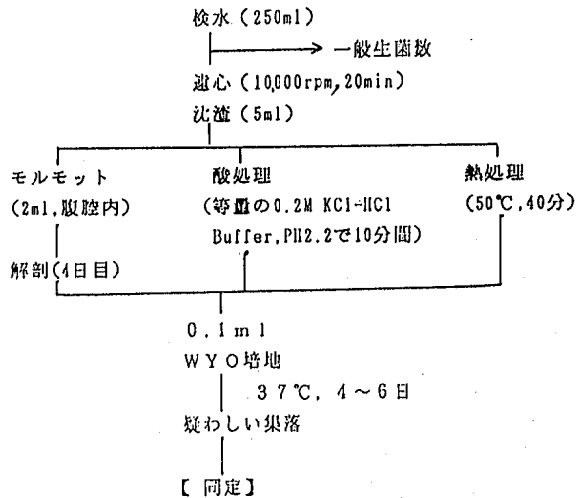 検水(250ml)
一般生菌数
遠心(10,000rpm,20min)
沈渣(5ml)
モルモット
(2ml,腹腔内)
解剖(4日目)
酸処理
(等量の0.2M KCl-HCl
Buffer,PH2.2で10分間)
熱処理
(50℃,40分)
0.1ml
WYO培地
37℃, 4~6日
疑わしい集落
【同定】